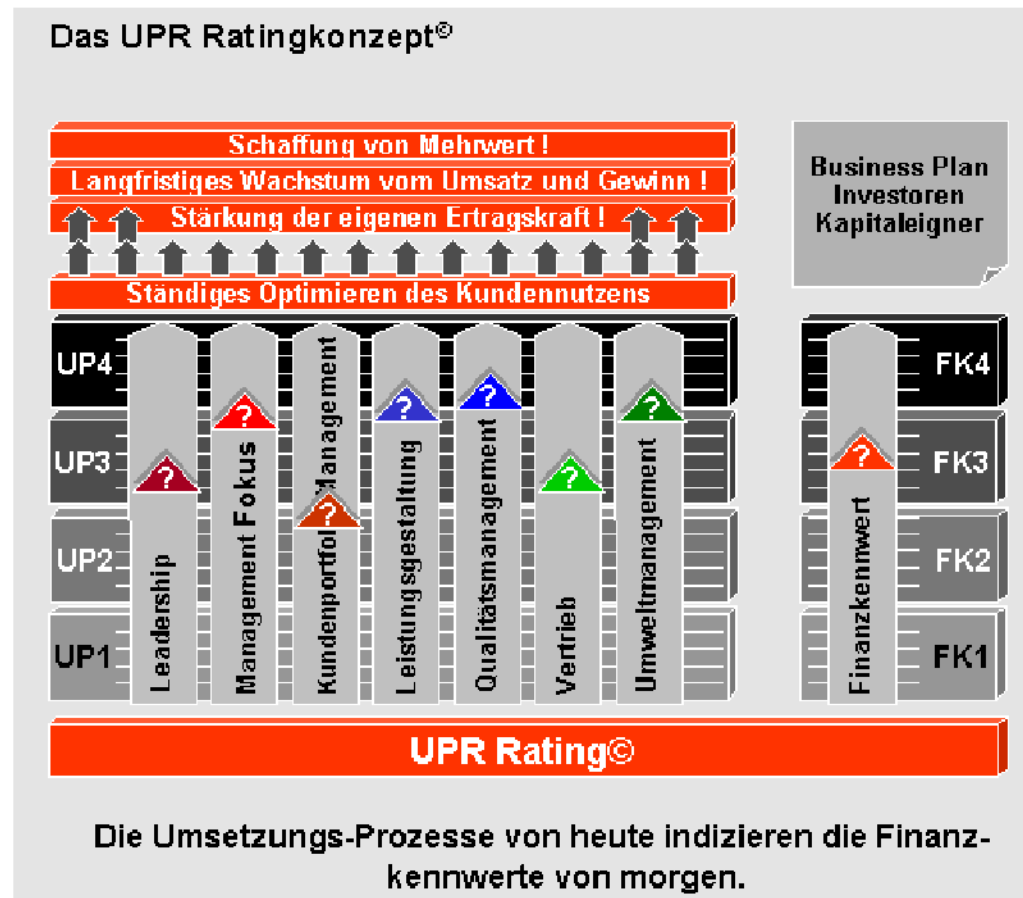 Das UPR Ratingkonzept©
Schaffung von Mehrwert !
Langfristiges Wachstum vom Umsatz und Gewinn !
Stärkung der eigenen Ertragskraft !
Ständiges Optimieren des Kundennutzens
Business Plan
Investoren
Kapitaleigner
UP4
UP3
UP2
UP1
Leadership
?
Management Fokus
?
Kundenportfol Management
?
Leistungsgestaltung
?
Qualitätsmanagement
?
Vertrieb
?
Umweltmanagement
?
Finanzkennwert
?
FK4
FK3
FK2
FK1
UPR Rating©
Die Umsetzungs-Prozesse von heute indizieren die Finanz-
kennwerte von morgen.